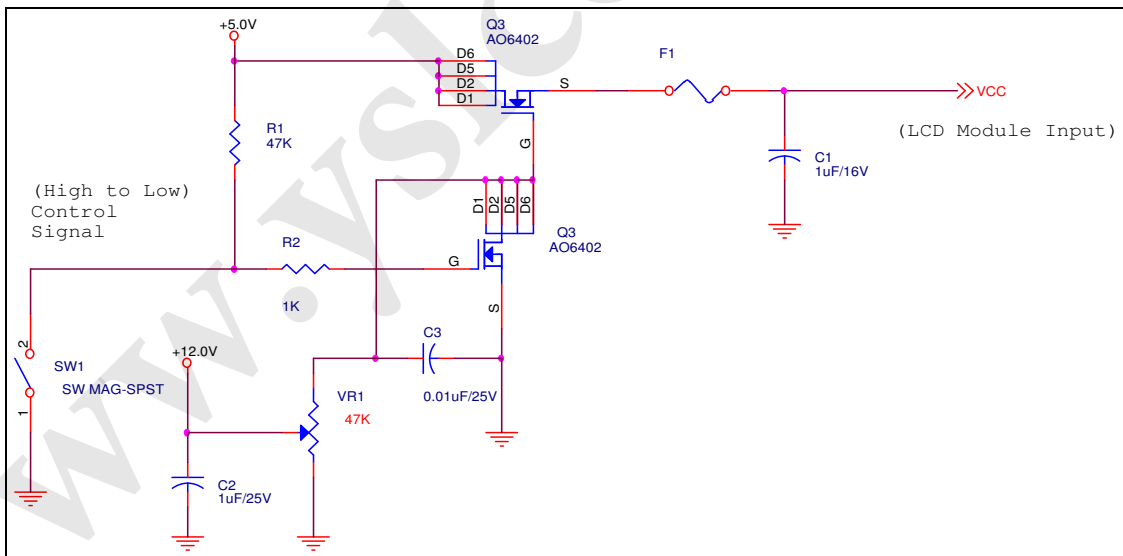 +5.0V
Q3
AO6402
D6
D5
D2
D1
S
G
F1
VCC
(LCD Module Input)
R1
47K
C1
1uF/16V
(High to Low)
Control
Signal
D1
D2
D5
D6
Q3
AO6402
R2
1K
G
S
+12.0V
C3
0.01uF/25V
2
SW1
SW MAG-SPST
1
VR1
47K
C2
1uF/25V